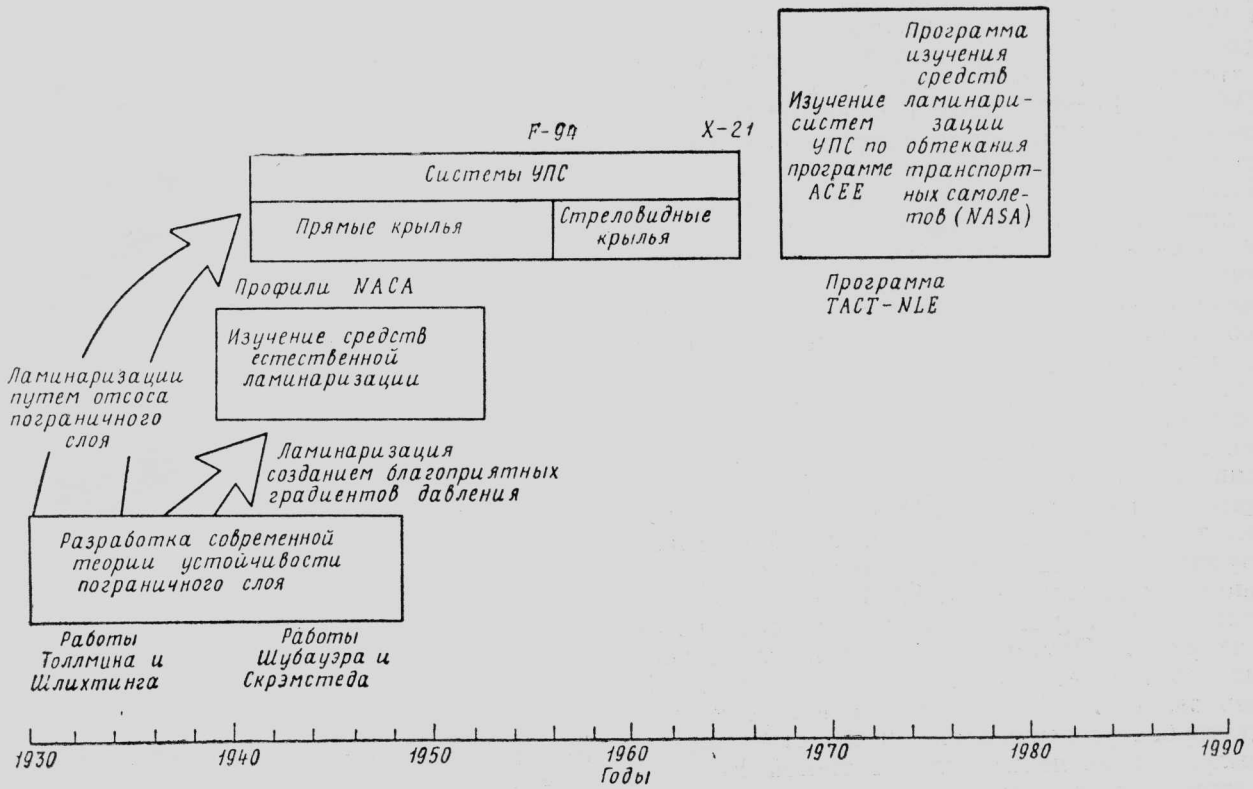 Программа
изучения
средств
ламинари-
зации
обтекания
транспорт-
ных самоле-
тов (NASA)
Изучение
систем
УПС по
программе
ACEE
F-94
X-21
Системы УПС
Прямые крылья
Стреловидные
крылья
Программа
TACT-NLE
Профили NACA
Изучение средств
естественной
ламинаризации
Ламинаризации
путем отсоса
пограничного
слоя
Ламинаризация
созданием благоприятных
градиентов давления
Разработка современной
теории устойчивости
пограничного слоя
Работы
Толлмина и
Шлихтинга
Работы
Шубауэра и
Скрэмстеда
1930 1940 1950 1960 1970 1980 1990
Годы